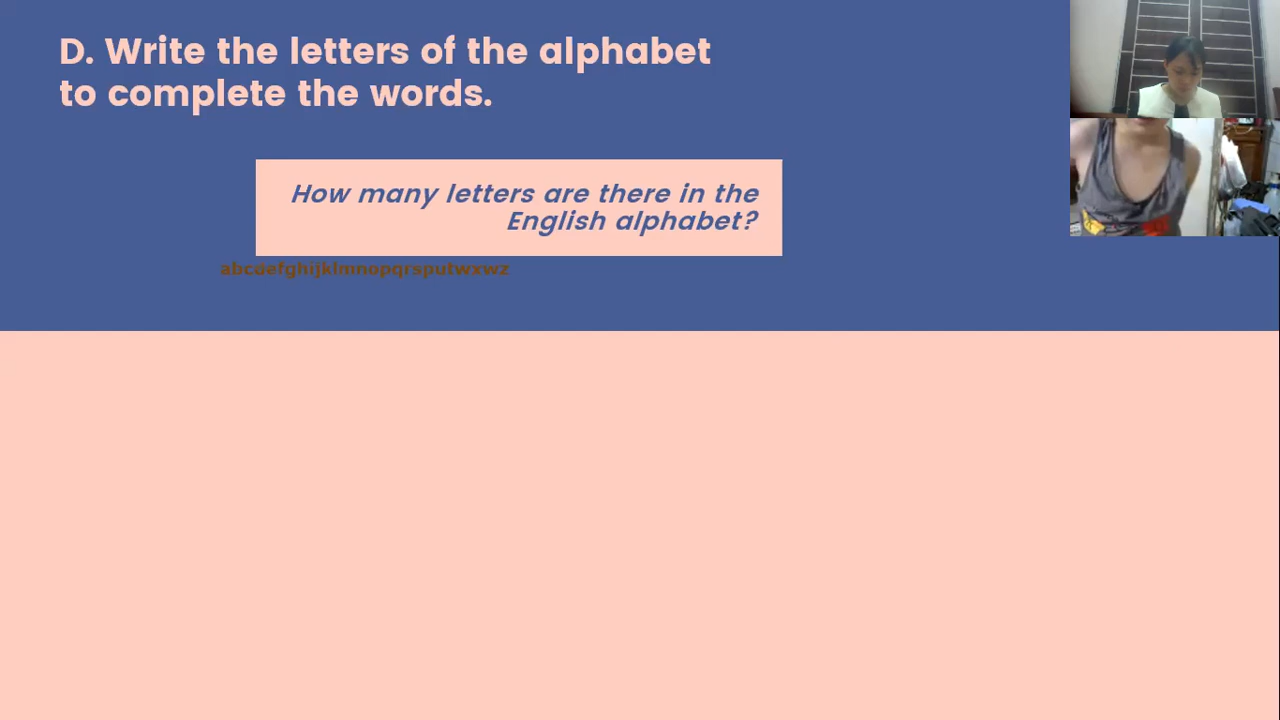 D. Write the letters of the alphabet
to complete the words.
How many letters are there in the
English alphabet?
abcdefghijklmnopqrsputwxwz